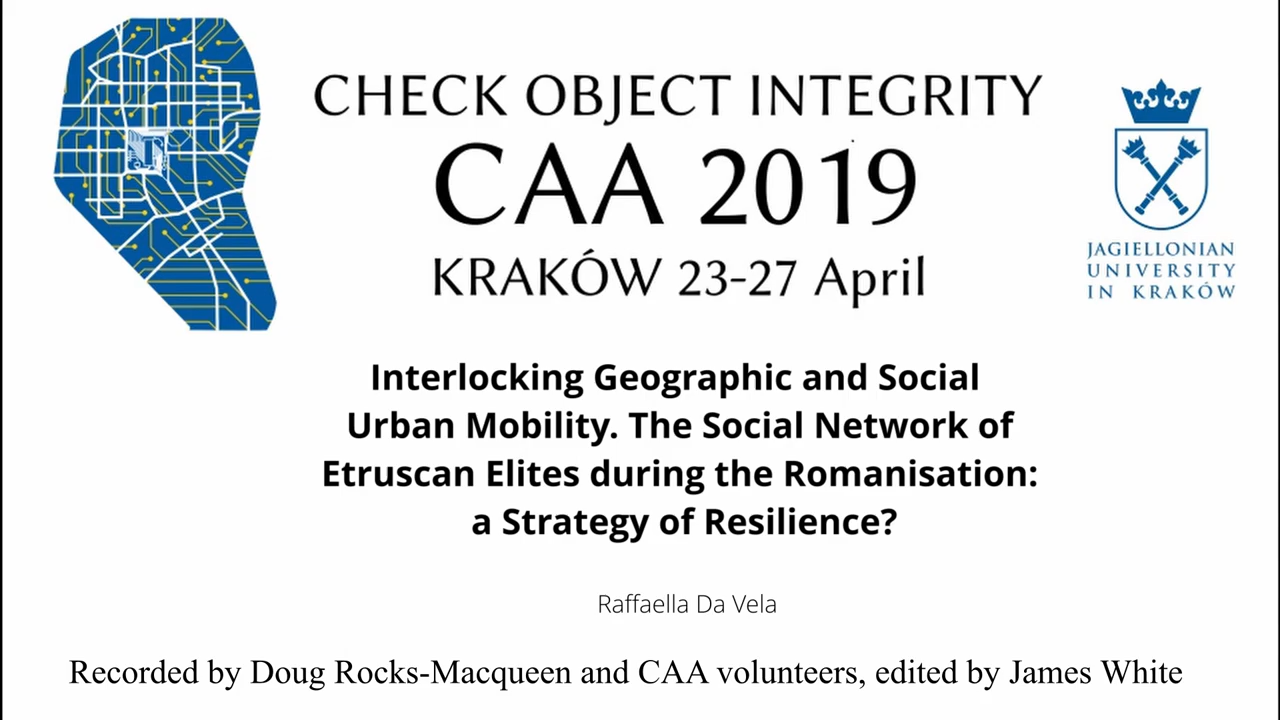 CHECK OBJECT INTEGRITY
CAA 2019
KRAKÓW 23-27 April
JAGIELLONIAN
UNIVERSITY
IN KRAKÓW
Interlocking Geographic and Social
Urban Mobility. The Social Network of
Etruscan Elites during the Romanisation:
a Strategy of Resilience?
Raffaella Da Vela
Recorded by Doug Rocks-Macqueen and CAA volunteers, edited by James White